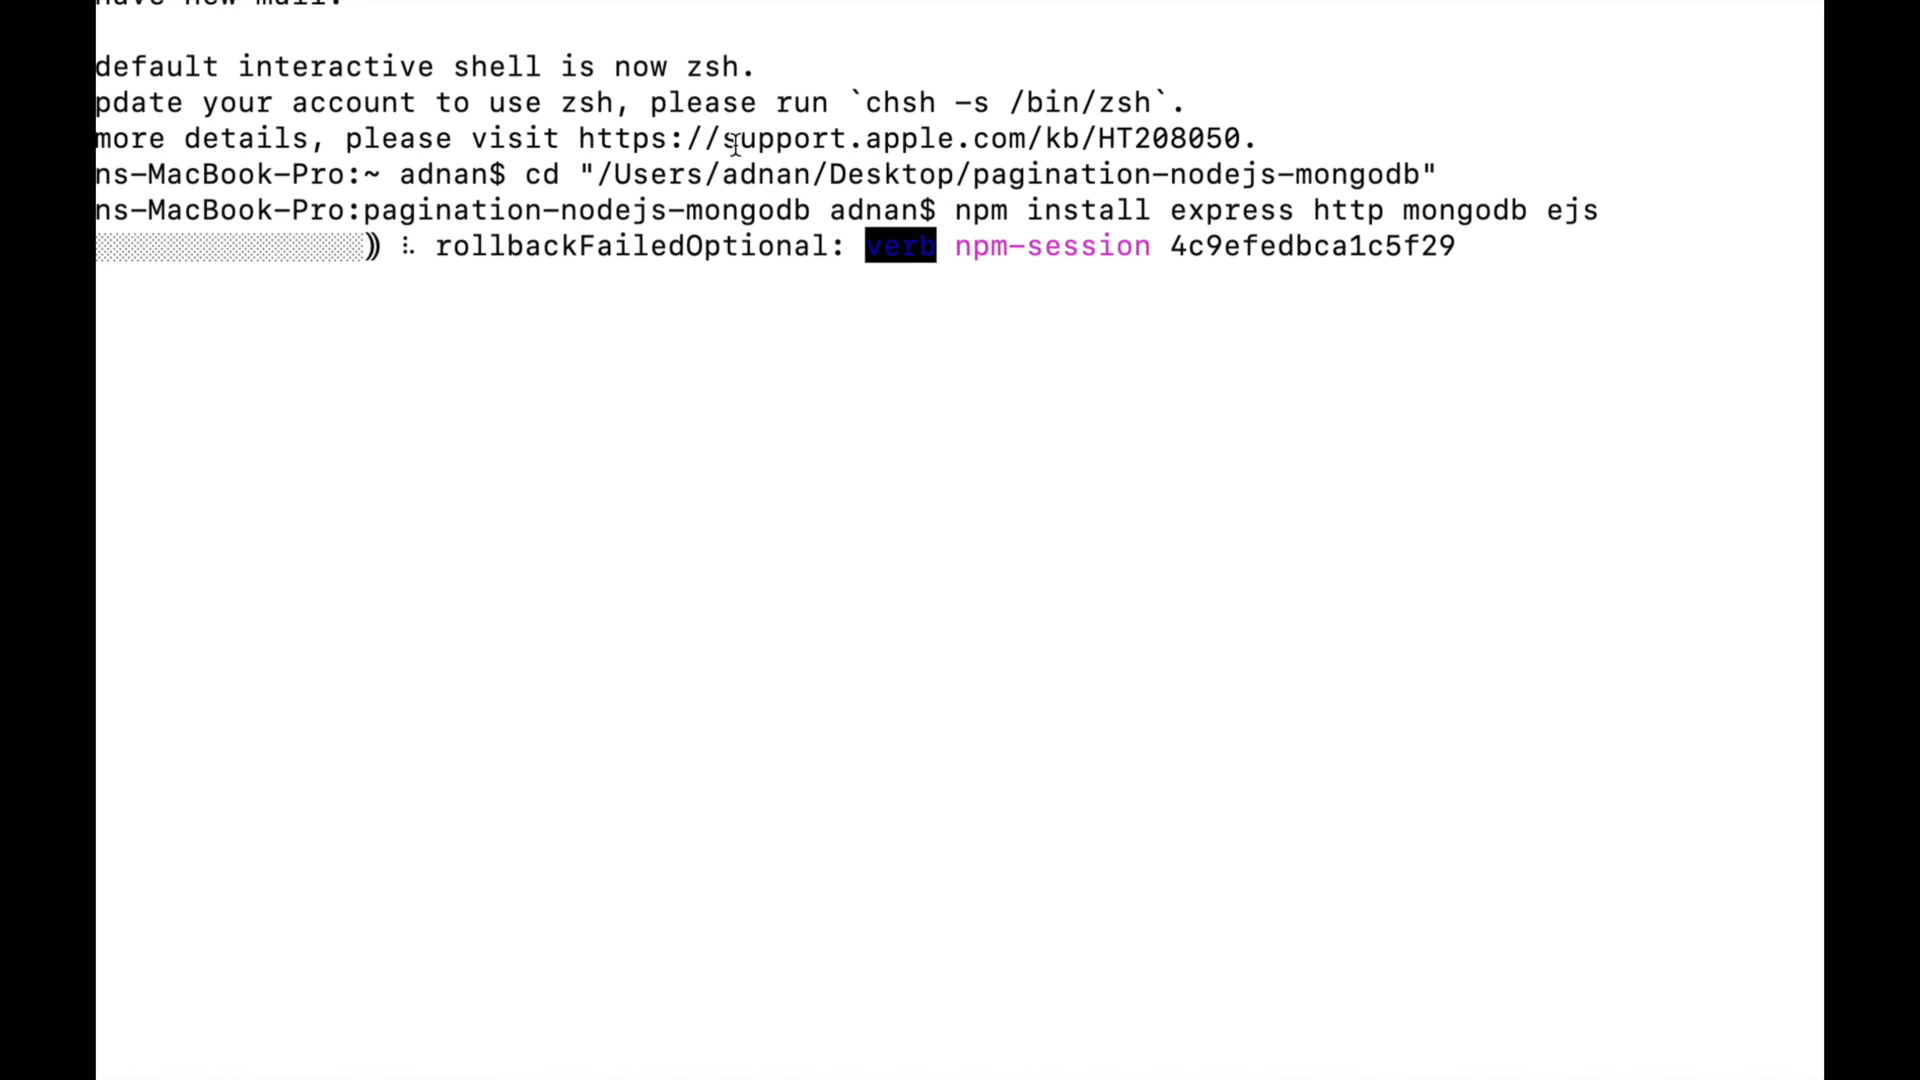 have new mail.
default interactive shell is now zsh.
pdate your account to use zsh, please run `chsh -s /bin/zsh`.
more details, please visit https://support.apple.com/kb/HT208050.
ns-MacBook-Pro:~ adnan$ cd "/Users/adnan/Desktop/pagination-nodejs-mongodb"
ns-MacBook-Pro:pagination-nodejs-mongodb adnan$ npm install express http mongodb ejs
░░░░░░░░░░░░░░░) ⠧ rollbackFailedOptional: verb npm-session 4c9efedbca1c5f29